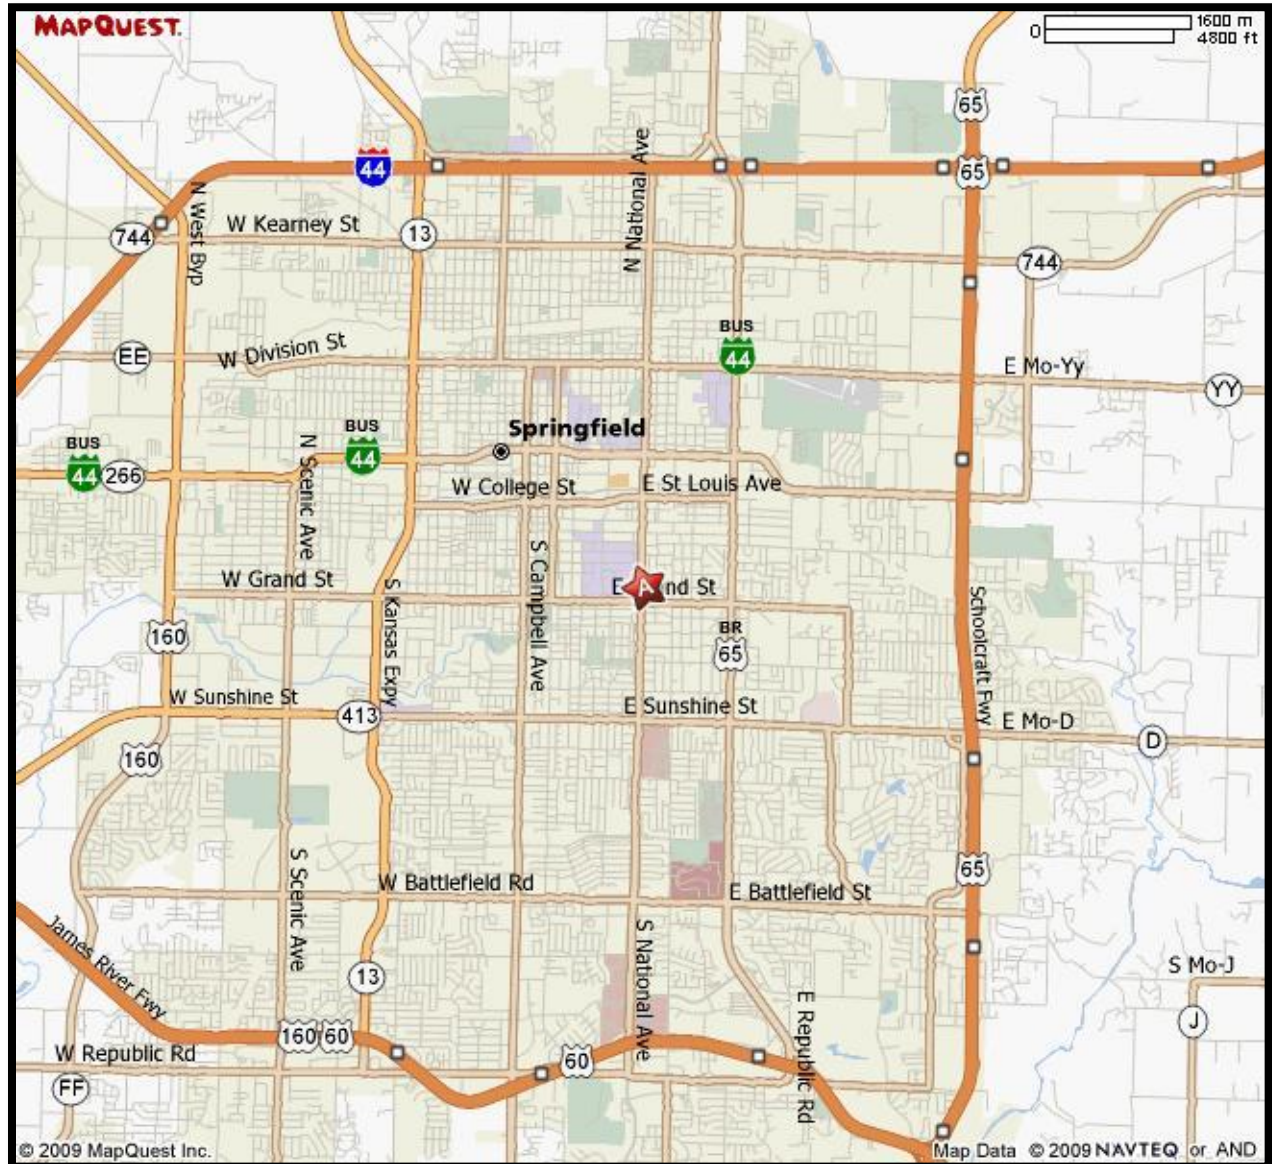 MAPQUEST.
0
1600 m
4800 ft
65
N National Ave
44
65
N West Byp
W Kearney St
744
13
744
BUS
44
W Division St
EE
E Mo-Yy
YY
Springfield
BUS
44
BUS
44
266
N Scenic Ave
W College St
E St Louis Ave
S Campbell Ave
W Grand St
E
A
nd St
S Kansas Expy
Schoolcraft Fwy
160
BR
65
W Sunshine St
E Sunshine St
413
E Mo-D
D
160
S Scenic Ave
65
W Battlefield Rd
E Battlefield St
James River Fwy
S National Ave
S Mo-J
13
E Republic Rd
J
160
60
W Republic Rd
60
FF
© 2009 MapQuest Inc.
Map Data © 2009 NAVTEQ or AND